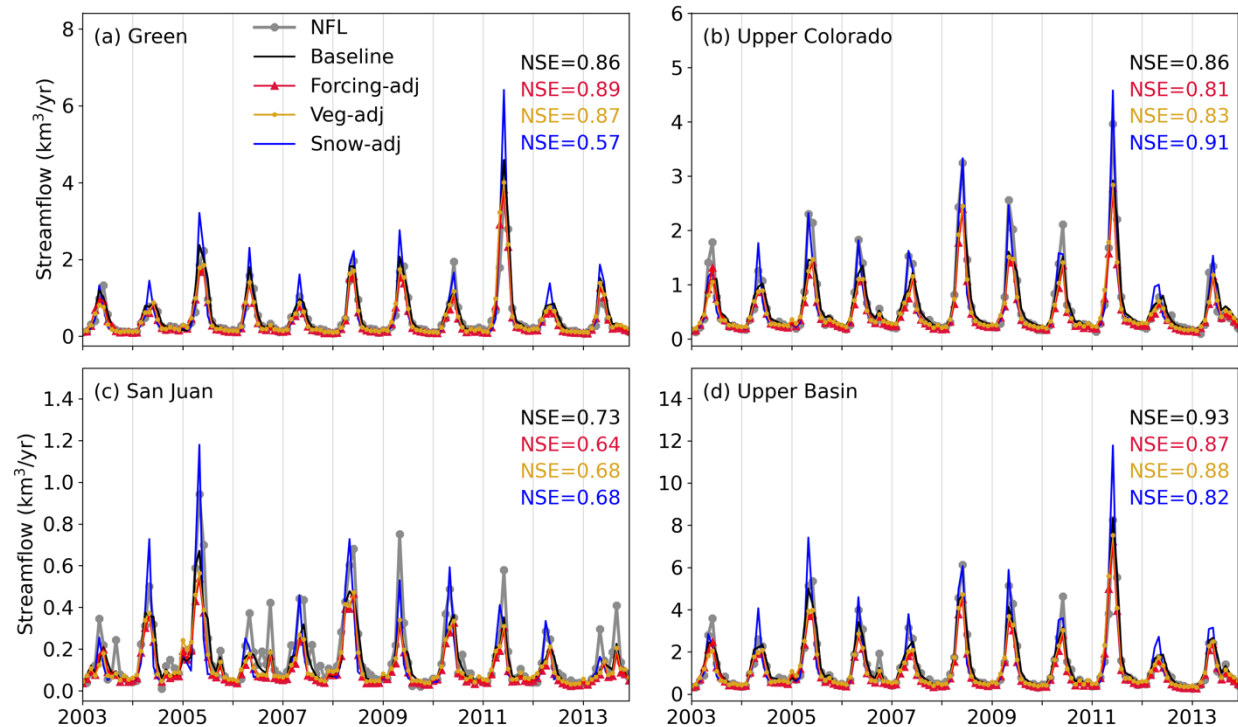 (a) Green
NFL
Baseline
Forcing-adj
Veg-adj
Snow-adj
NSE=0.86
NSE=0.89
NSE=0.87
NSE=0.57
Streamflow (km³/yr)
8
6
4
2
0
(b) Upper Colorado
NSE=0.86
NSE=0.81
NSE=0.83
NSE=0.91
6
5
4
3
2
1
0
(c) San Juan
NSE=0.73
NSE=0.64
NSE=0.68
NSE=0.68
Streamflow (km³/yr)
1.4
1.2
1.0
0.8
0.6
0.4
0.2
0.0
2003 2005 2007 2009 2011 2013
(d) Upper Basin
NSE=0.93
NSE=0.87
NSE=0.88
NSE=0.82
14
12
10
8
6
4
2
0
2003 2005 2007 2009 2011 2013